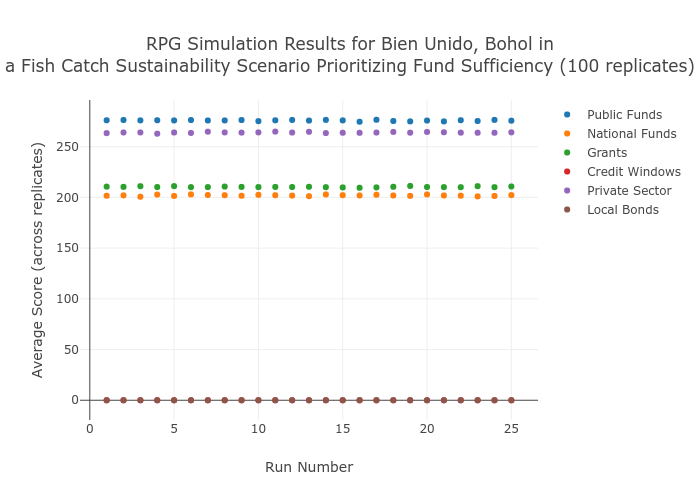 RPG Simulation Results for Bien Unido, Bohol in
a Fish Catch Sustainability Scenario Prioritizing Fund Sufficiency (100 replicates)
Public Funds
National Funds
Grants
Credit Windows
Private Sector
Local Bonds
Average Score (across replicates)
250
200
150
100
50
0
0 5 10 15 20 25
Run Number